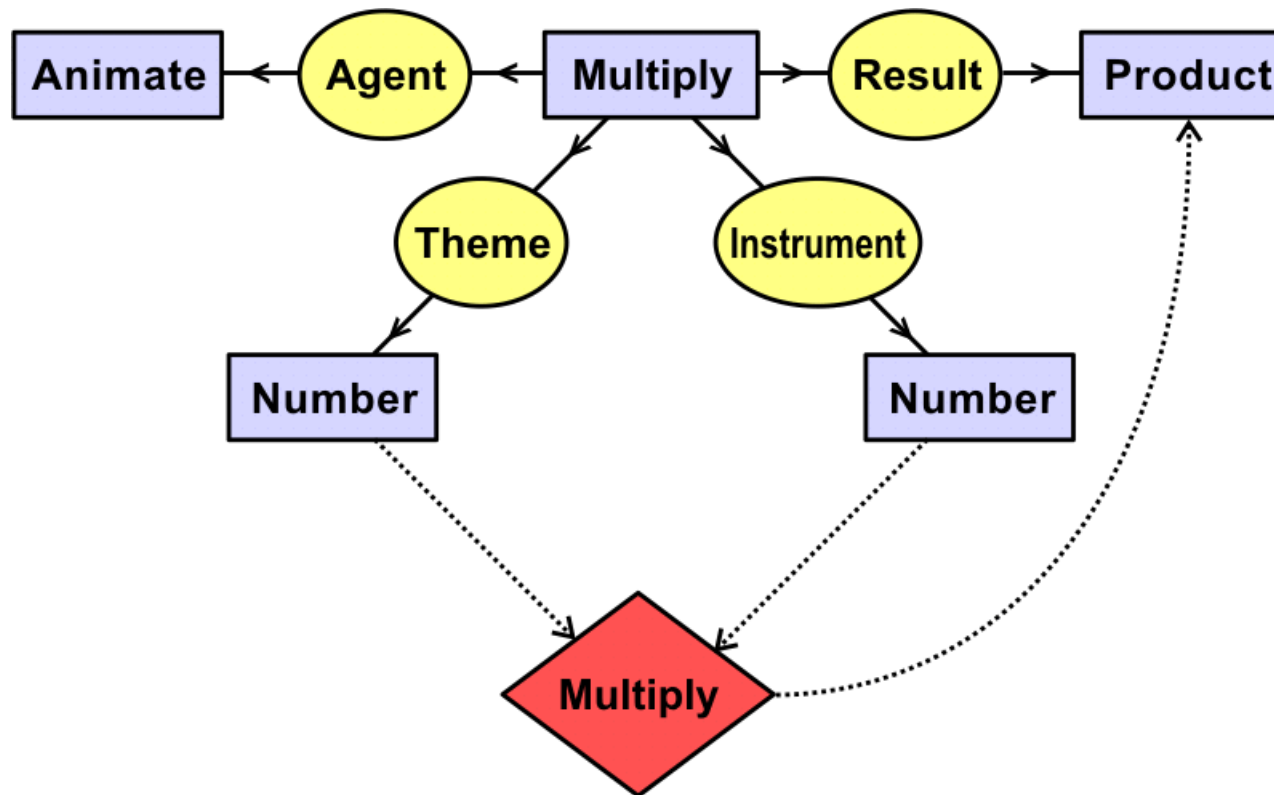 Animate
Agent
Multiply
Result
Product
Theme
Instrument
Number
Number
Multiply